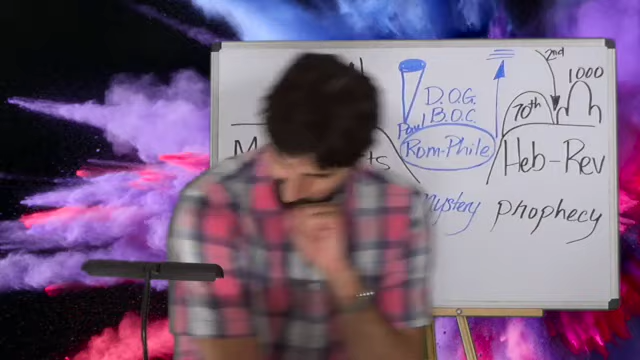 2nd
1000
D.O.G.
B.O.C.
70th
Paul
Rom-Phile
Heb-Rev
mystery
prophecy